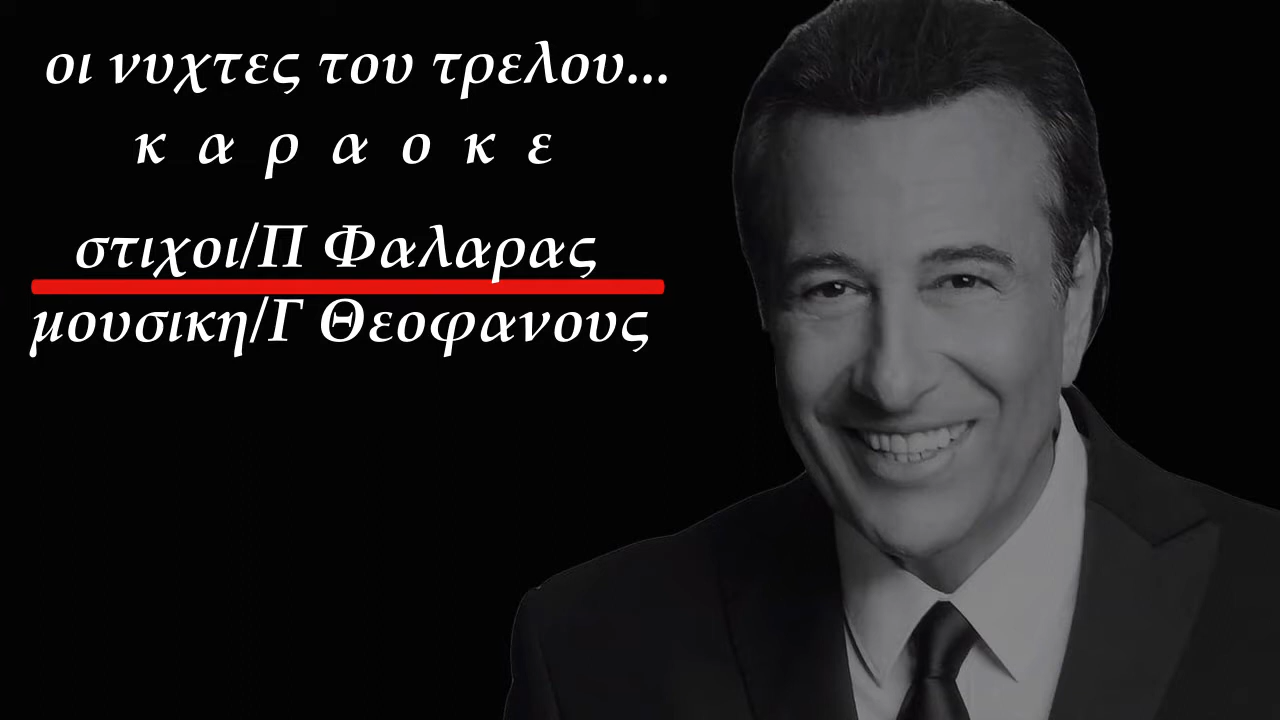 οι νυχτες του τρελου...
κ α ρ α ο κ ε
στιχοι/Π Φαλαρας
μουσικη/Γ Θεοφανους